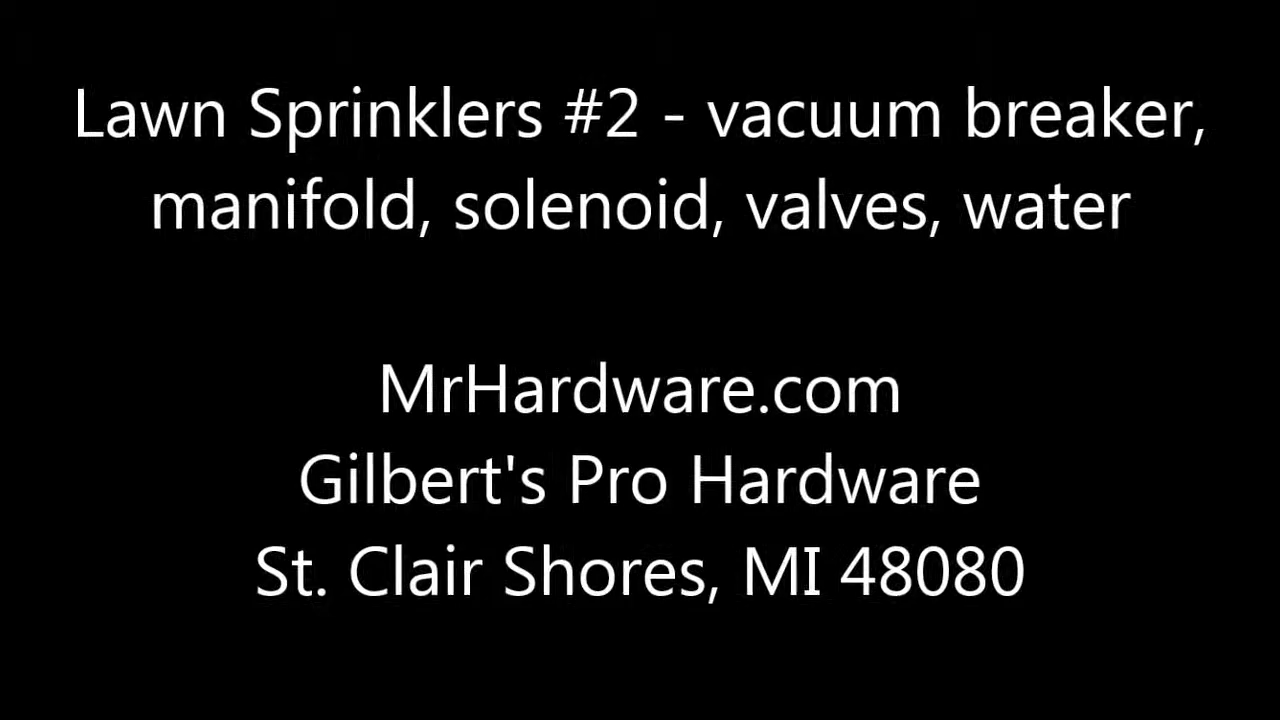 Lawn Sprinklers #2 - vacuum breaker,
manifold, solenoid, valves, water
MrHardware.com
Gilbert's Pro Hardware
St. Clair Shores, MI 48080